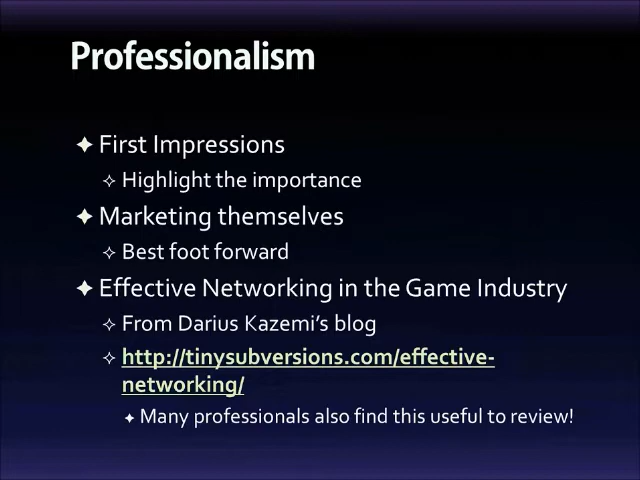 Professionalism
First Impressions
Highlight the importance
Marketing themselves
Best foot forward
Effective Networking in the Game Industry
From Darius Kazemi's blog
http://tinysubversions.com/effective-
networking/
Many professionals also find this useful to review!